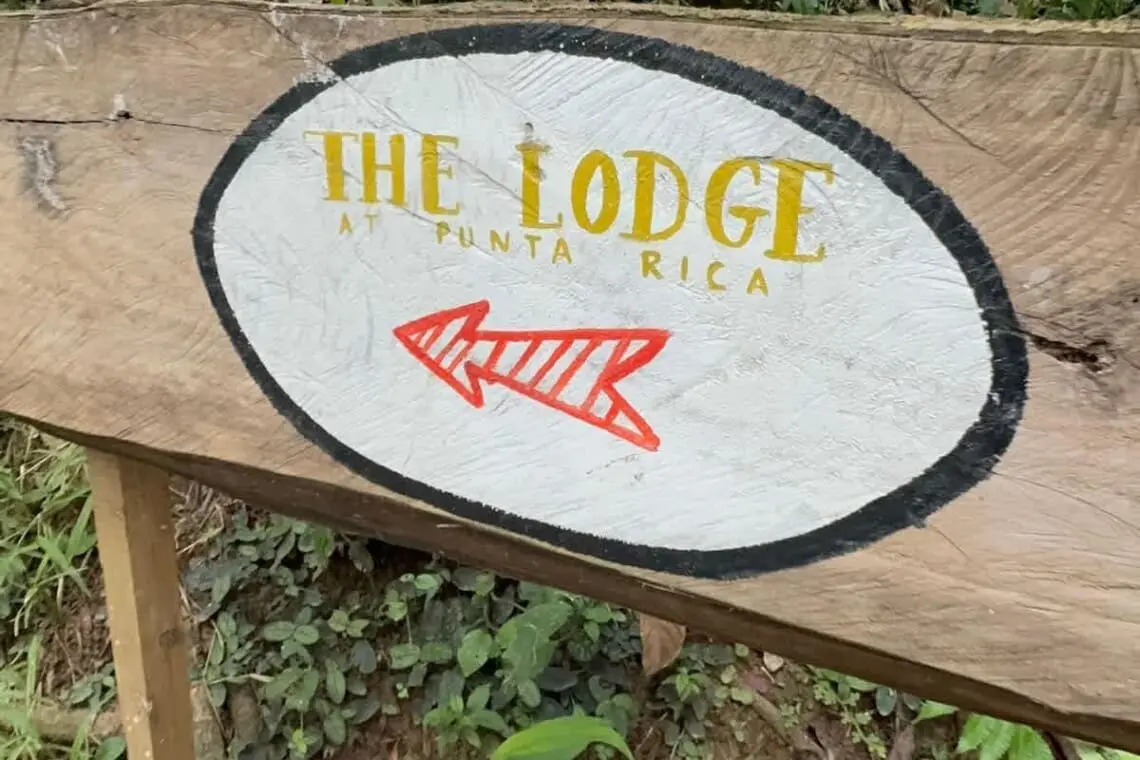 THE LODGE
AT PUNTA RICA